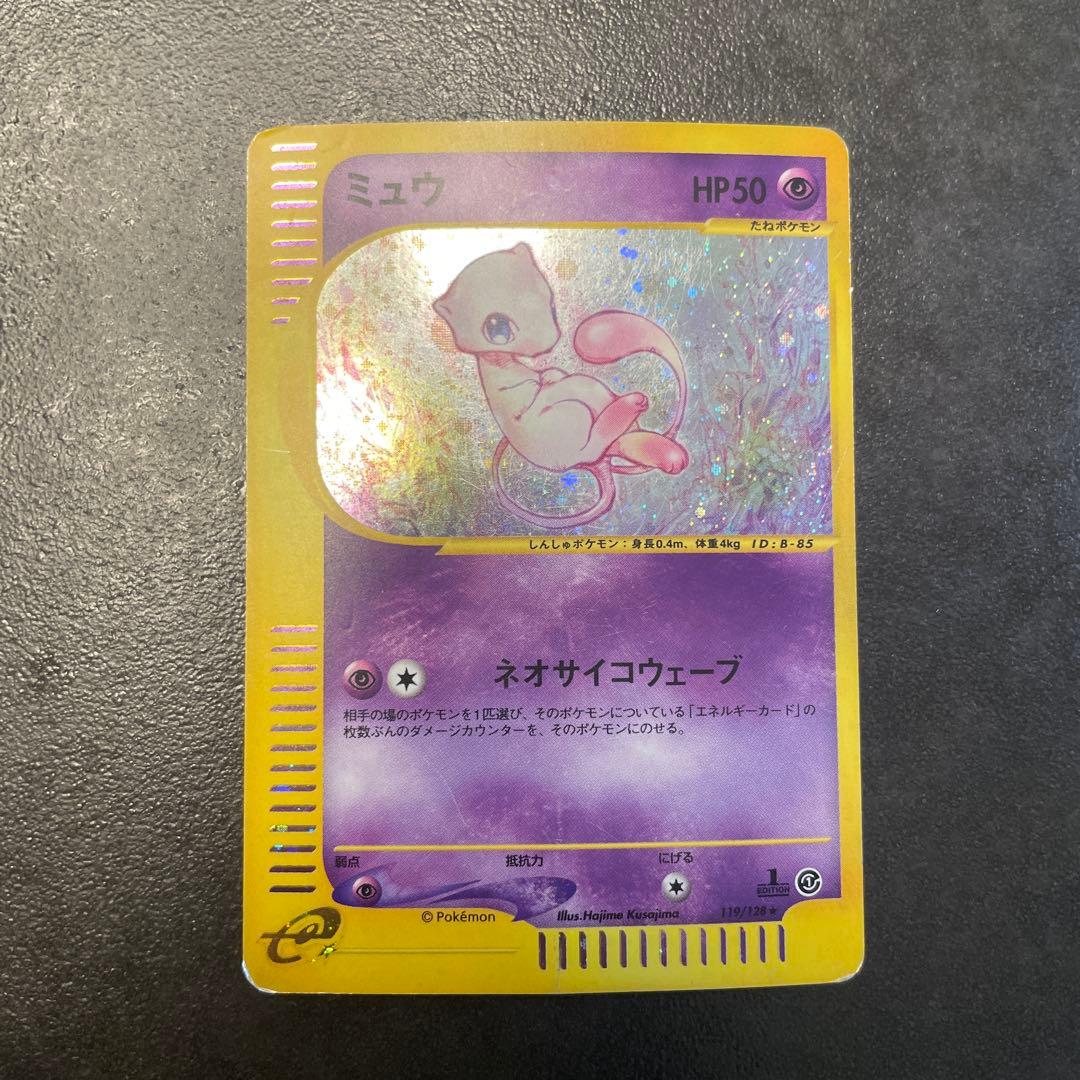 ミュウ HP50
たねポケモン
しんしゅポケモン：身長0.4m、体重4kg ID：B-85
ネオサイコウェーブ
相手の場のポケモンを1匹選び、そのポケモンについている「エネルギーカード」の
枚数ぶんのダメージカウンターを、そのポケモンにのせる。
弱点 抵抗力 にげる
1
EDITION
©Pokémon Illus.Hajime Kusajima 119/128★
e